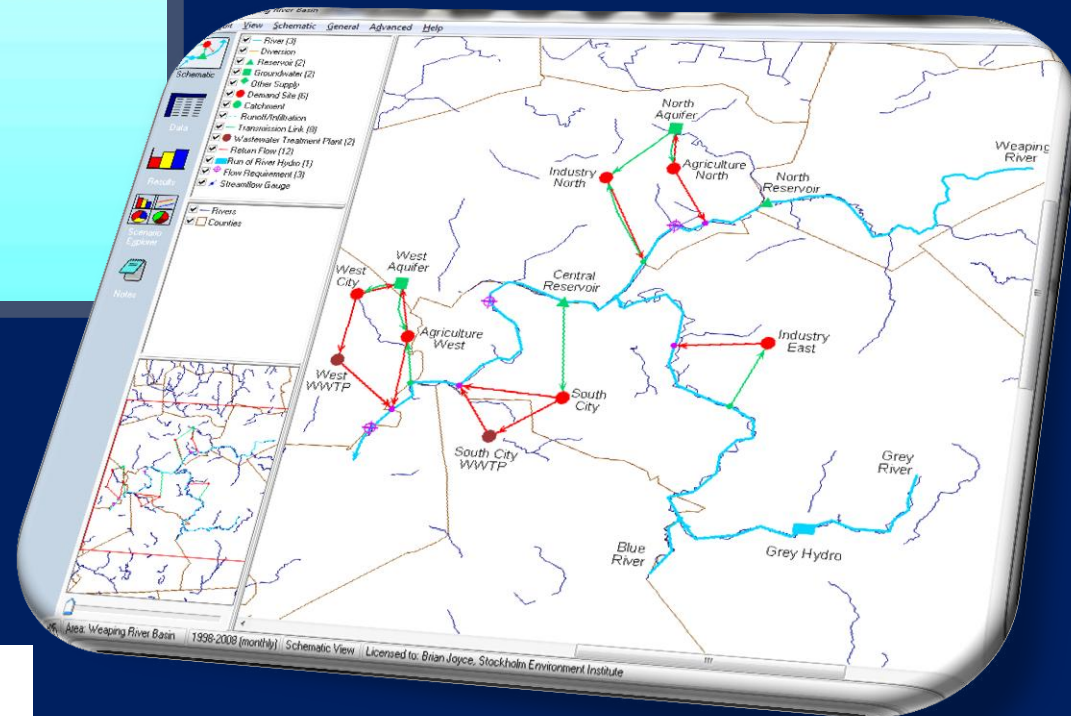 ng River Basin
View Schematic General Advanced Help
Schematic
Data
Results
Scenario
Explorer
Notes
River (3)
Diversion
Reservoir (2)
Groundwater (2)
Other Supply
Demand Site (6)
Catchment
Runoff/Infiltration
Transmission Link (8)
Wastewater Treatment Plant (2)
Return Flow (12)
Run of River Hydro (1)
Flow Requirement (3)
Streamflow Gauge
Rivers
Counties
North
Aquifer
Industry
North
Agriculture
North
North
Reservoir
Weaping
River
West
City
West
Aquifer
Central
Reservoir
Agriculture
West
Industry
East
West
WWTP
South
City
South City
WWTP
Grey
River
Blue
River
Grey Hydro
Area: Weaping River Basin 1998-2008 (monthly) Schematic View Licensed to: Brian Joyce, Stockholm Environment Institute